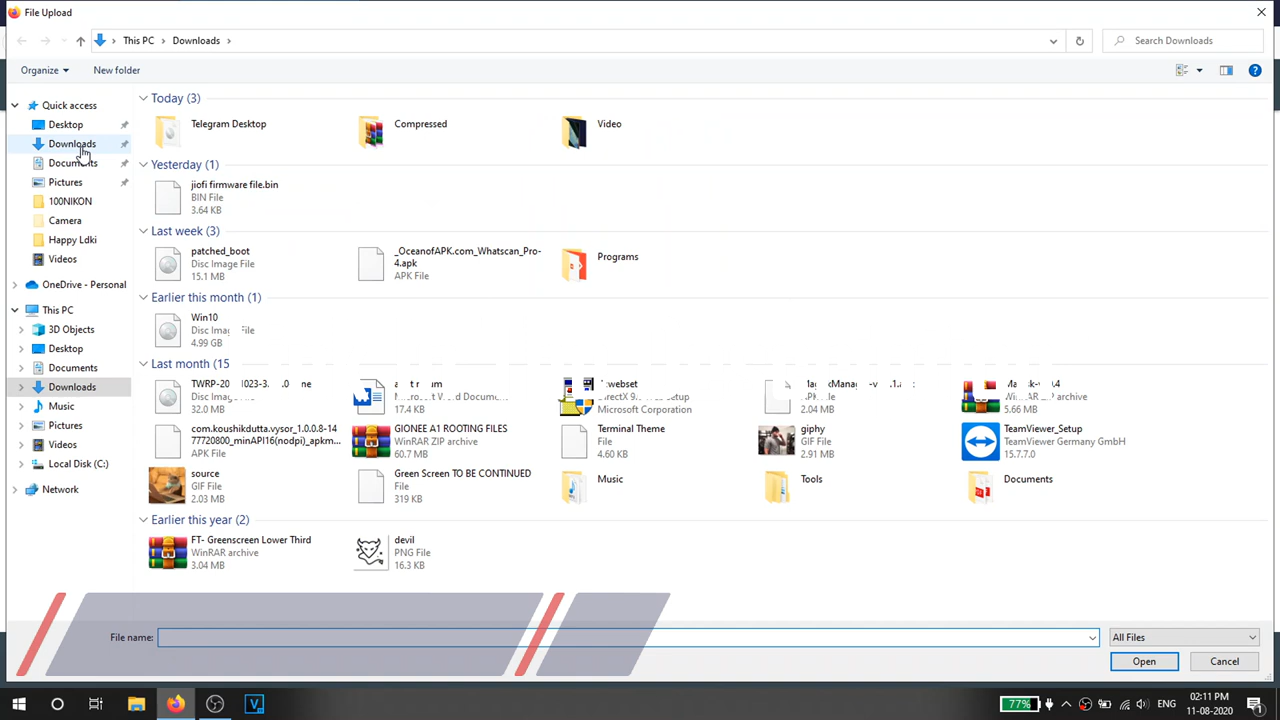 File Upload
This PC Downloads
Search Downloads
Organize
New folder
Quick access
Desktop
Downloads
Documents
Pictures
100NIKON
Camera
Happy Ldki
Videos
OneDrive - Personal
This PC
3D Objects
Desktop
Documents
Downloads
Music
Pictures
Videos
Local Disk (C:)
Network
Today (3)
Telegram Desktop
Compressed
Video
Yesterday (1)
jiofi firmware file.bin
BIN File
3.64 KB
Last week (3)
patched_boot
Disc Image File
15.1 MB
_OceanofAPK.com_Whatscan_Pro-
4.apk
APK File
Programs
Earlier this month (1)
Win10
Disc Image File
4.99 GB
Last month (15
32.0 MB
Microsoft Word Document
17.4 KB
Microsoft Corporation
2.04 MB
5.66 MB
com.koushikdutta.vysor_1.0.0.8-14
77720800_minAPI16(nodpi)_apkm...
APK File
GIONEE A1 ROOTING FILES
WinRAR ZIP archive
60.7 MB
Terminal Theme
File
4.60 KB
giphy
GIF File
2.91 MB
TeamViewer_Setup
TeamViewer Germany GmbH
15.7.7.0
source
GIF File
2.03 MB
Green Screen TO BE CONTINUED
File
319 KB
Music
Tools
Documents
Earlier this year (2)
FT- Greenscreen Lower Third
WinRAR archive
3.04 MB
devil
PNG File
16.3 KB
File name:
All Files
Open
Cancel
77%
ENG
02:11 PM
11-08-2020
1